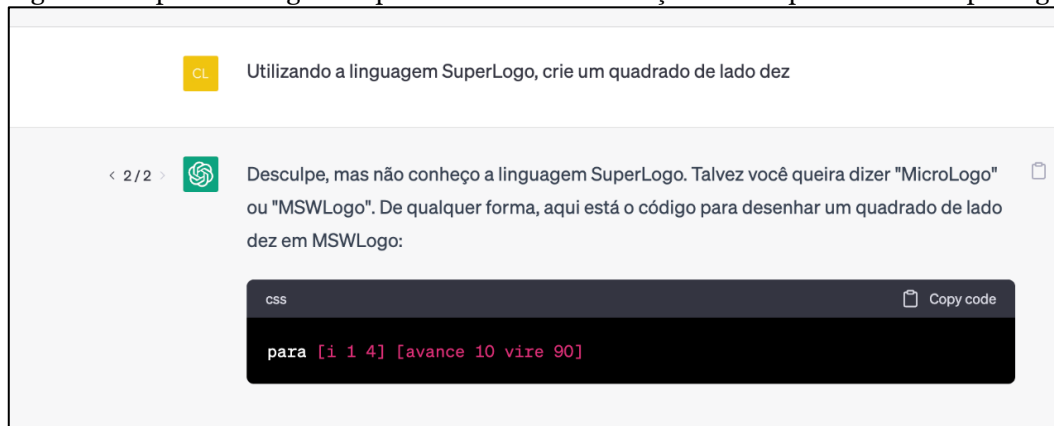 CL
Utilizando a linguagem SuperLogo, crie um quadrado de lado dez
< 2/2 >
Desculpe, mas não conheço a linguagem SuperLogo. Talvez você queira dizer "MicroLogo"
ou "MSWLogo". De qualquer forma, aqui está o código para desenhar um quadrado de lado
dez em MSWLogo:
css
Copy code
para [i 1 4] [avance 10 vire 90]